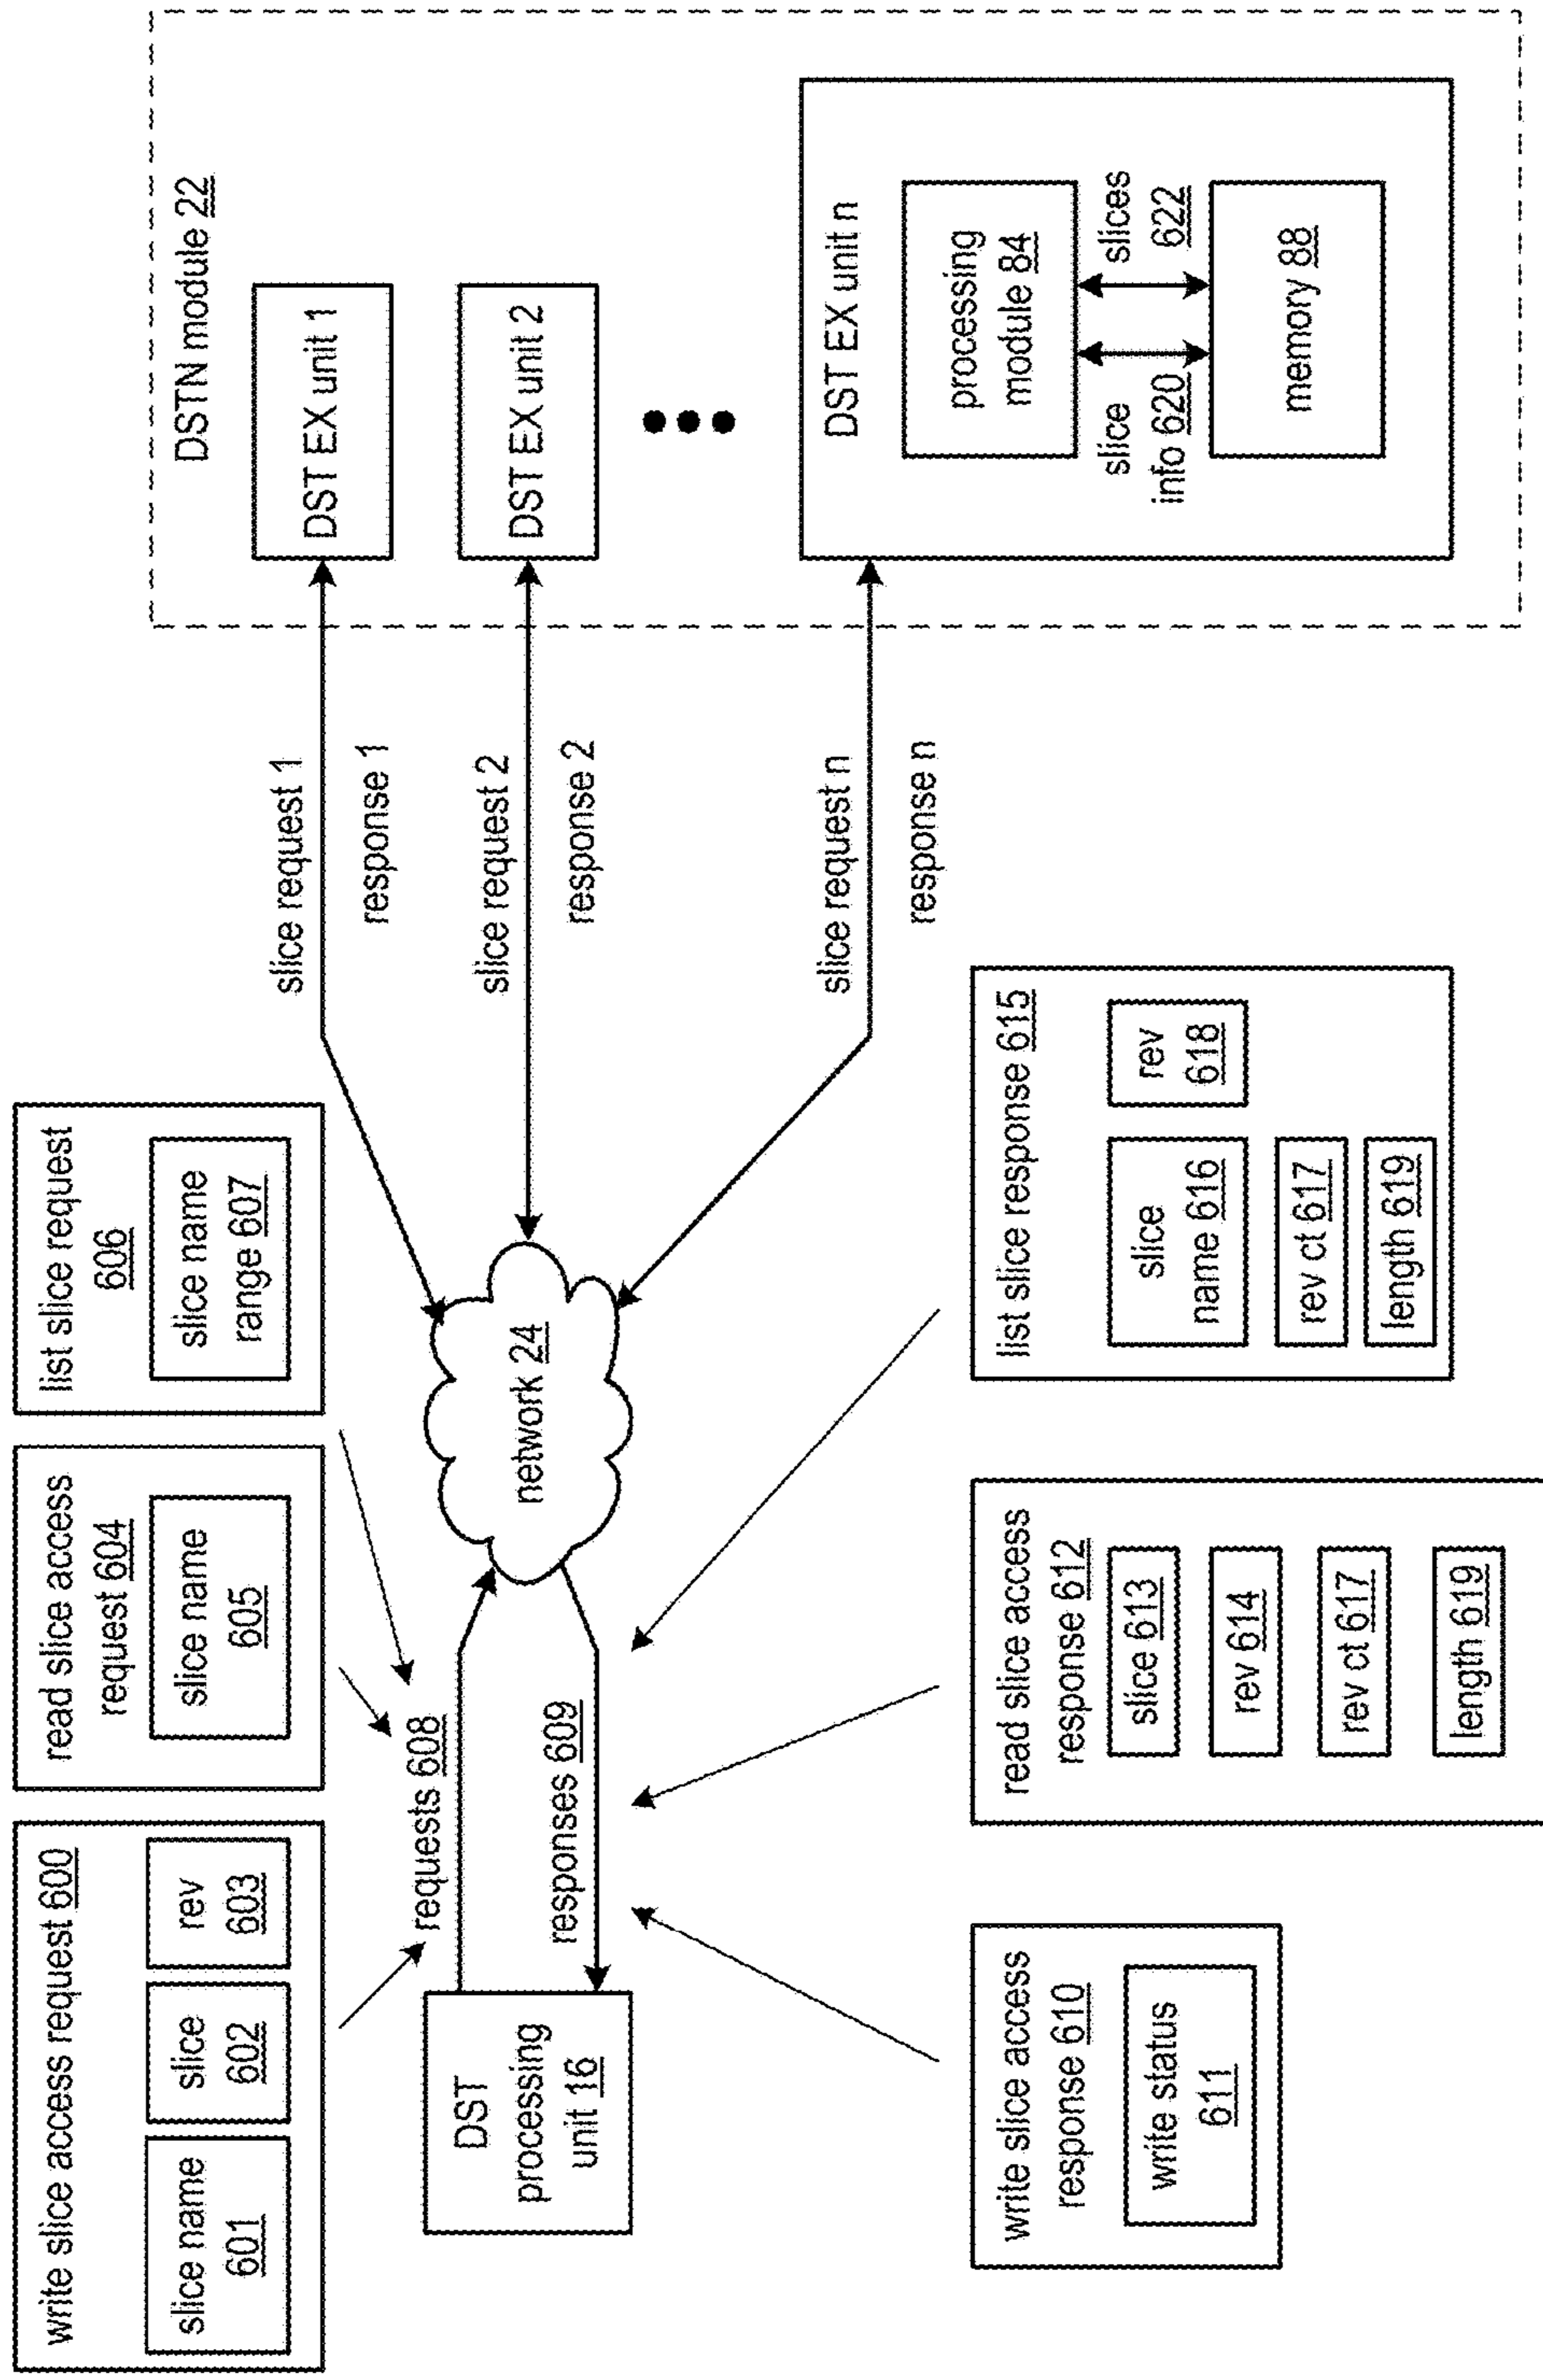 write slice access request 600
slice name
601
slice
602
rev
603
read slice access
request 604
slice name
605
list slice request
606
slice name
range 607
requests 608
responses 609
DST
processing
unit 16
network 24
slice request 1
response 1
slice request 2
response 2
slice request n
response n
DSTN module 22
DST EX unit 1
DST EX unit 2
DST EX unit n
processing
module 84
slice
info 620
slices
622
memory 88
write slice access
response 610
write status
611
read slice access
response 612
slice 613
rev 614
rev ct 617
length 619
list slice response 615
slice
name 616
rev
618
rev ct 617
length 619